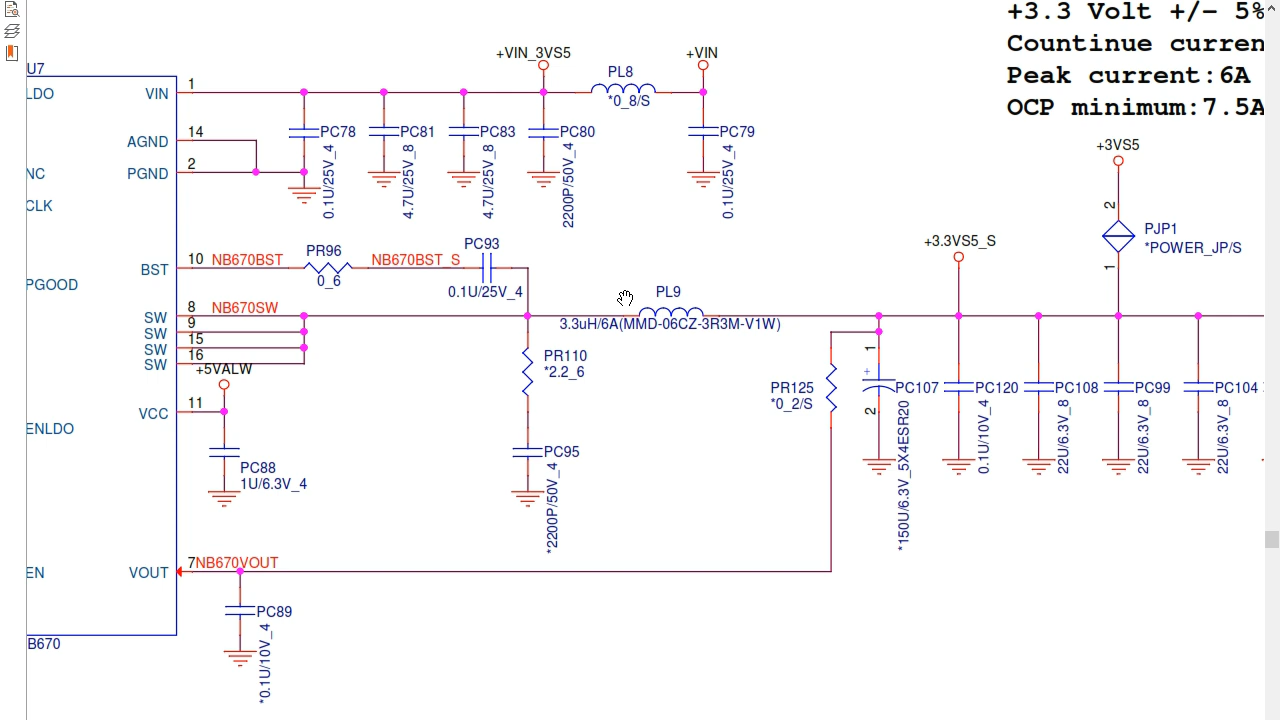 +3.3 Volt +/- 5%
Countinue curren
Peak current:6A
OCP minimum:7.5A
+VIN_3VS5
+VIN
U7
PL8
*0_8/S
LDO
VIN
1
PC78
0.1U/25V_4
PC81
4.7U/25V_8
PC83
4.7U/25V_8
PC80
2200P/50V_4
PC79
0.1U/25V_4
AGND
14
PGND
2
NC
CLK
+3VS5
2
PJP1
*POWER_JP/S
1
+3.3VS5_S
BST
10
NB670BST
PR96
0_6
NB670BST_S
PC93
0.1U/25V_4
PGOOD
SW
8
NB670SW
SW
9
SW
15
SW
16
PL9
3.3uH/6A(MMD-06CZ-3R3M-V1W)
+5VALW
VCC
11
PC88
1U/6.3V_4
PR110
*2.2_6
PC95
*2200P/50V_4
PR125
*0_2/S
1
+
2
PC107
*150U/6.3V_5X4ESR20
PC120
0.1U/10V_4
PC108
22U/6.3V_8
PC99
22U/6.3V_8
PC104
22U/6.3V_8
ENLDO
EN
VOUT
7
NB670VOUT
PC89
*0.1U/10V_4
B670